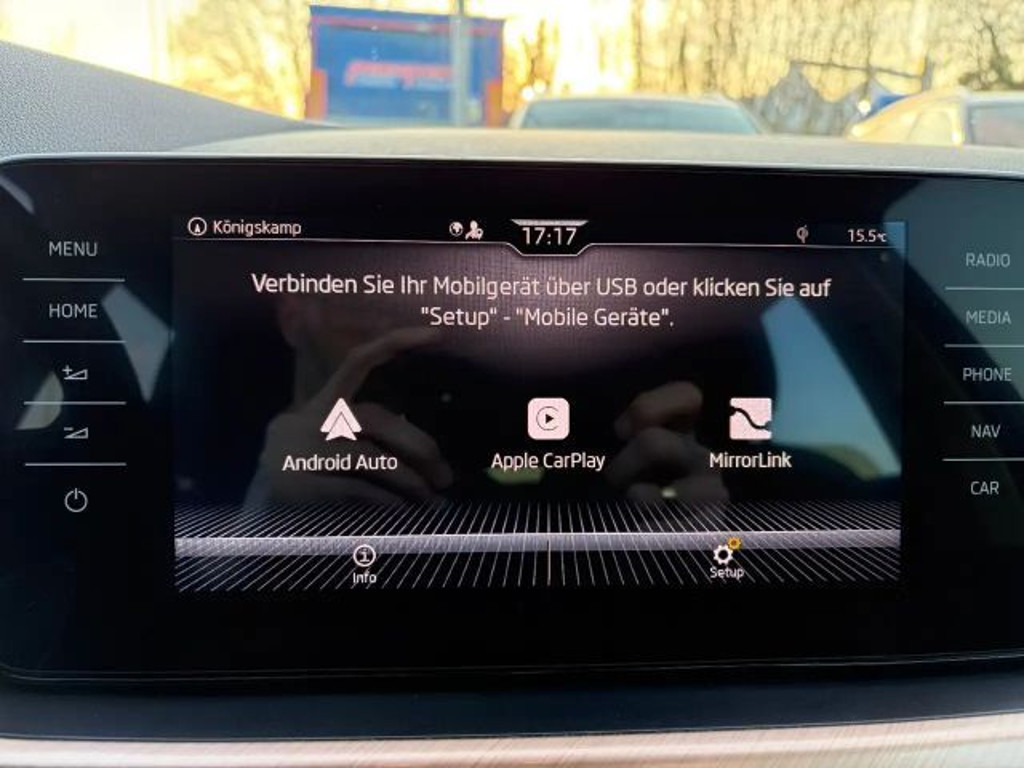 MENU
HOME
Königskamp
17:17
15.5°C
Verbinden Sie Ihr Mobilgerät über USB oder klicken Sie auf
"Setup" - "Mobile Geräte".
Android Auto
Apple CarPlay
MirrorLink
Info
Setup
RADIO
MEDIA
PHONE
NAV
CAR